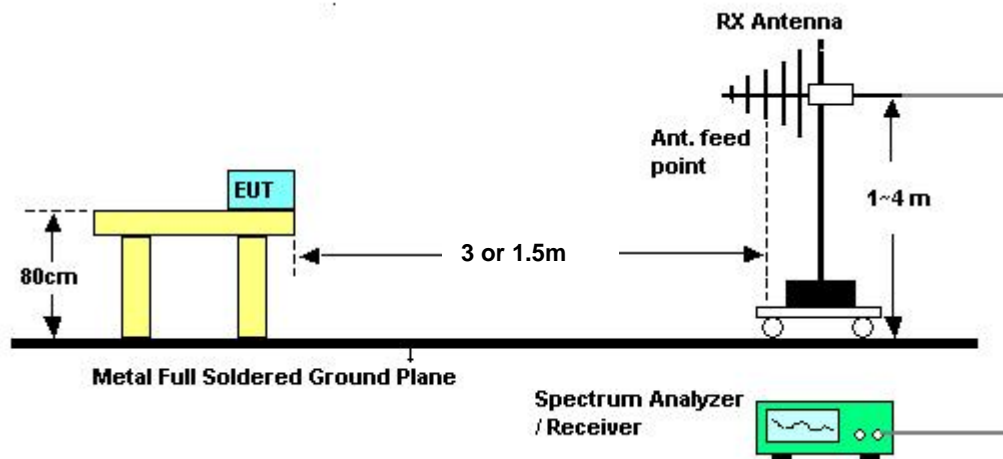 RX Antenna
Ant. feed
point
EUT
1~4 m
3 or 1.5m
80cm
Metal Full Soldered Ground Plane
Spectrum Analyzer
/ Receiver